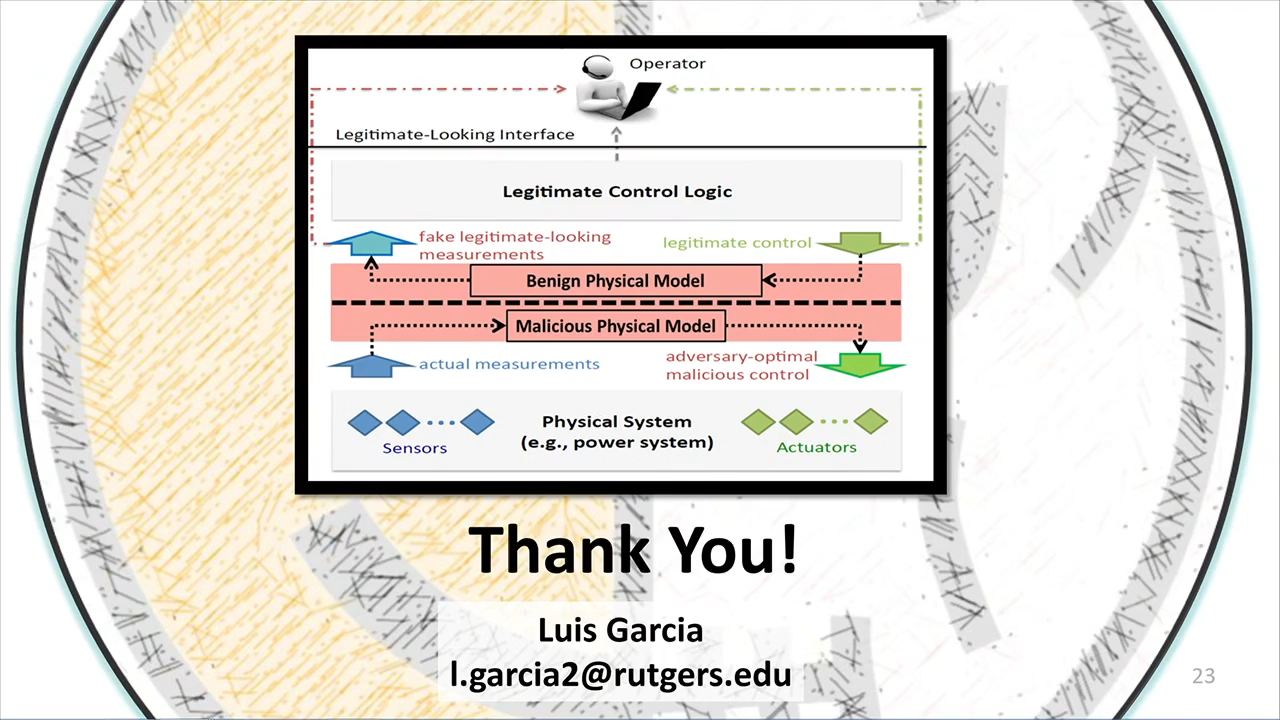 Operator
Legitimate-Looking Interface
Legitimate Control Logic
fake legitimate-looking
measurements
legitimate control
Benign Physical Model
Malicious Physical Model
actual measurements
adversary-optimal
malicious control
Physical System
(e.g., power system)
Sensors
Actuators
Thank You!
Luis Garcia
l.garcia2@rutgers.edu
23